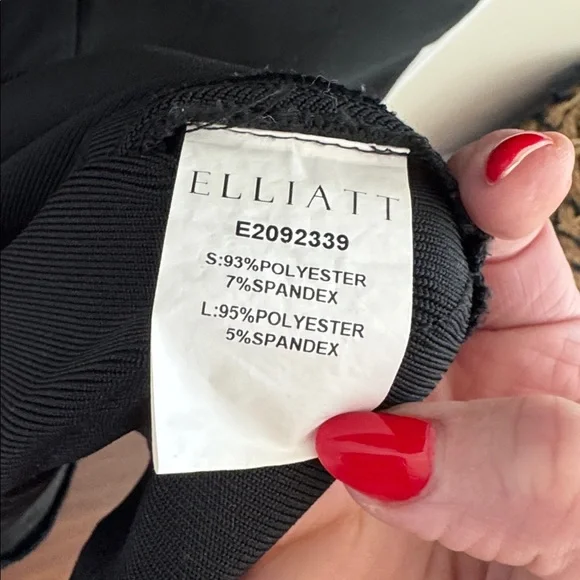 ELLIATT
E2092339
S:93%POLYESTER
7%SPANDEX
L:95%POLYESTER
5%SPANDEX